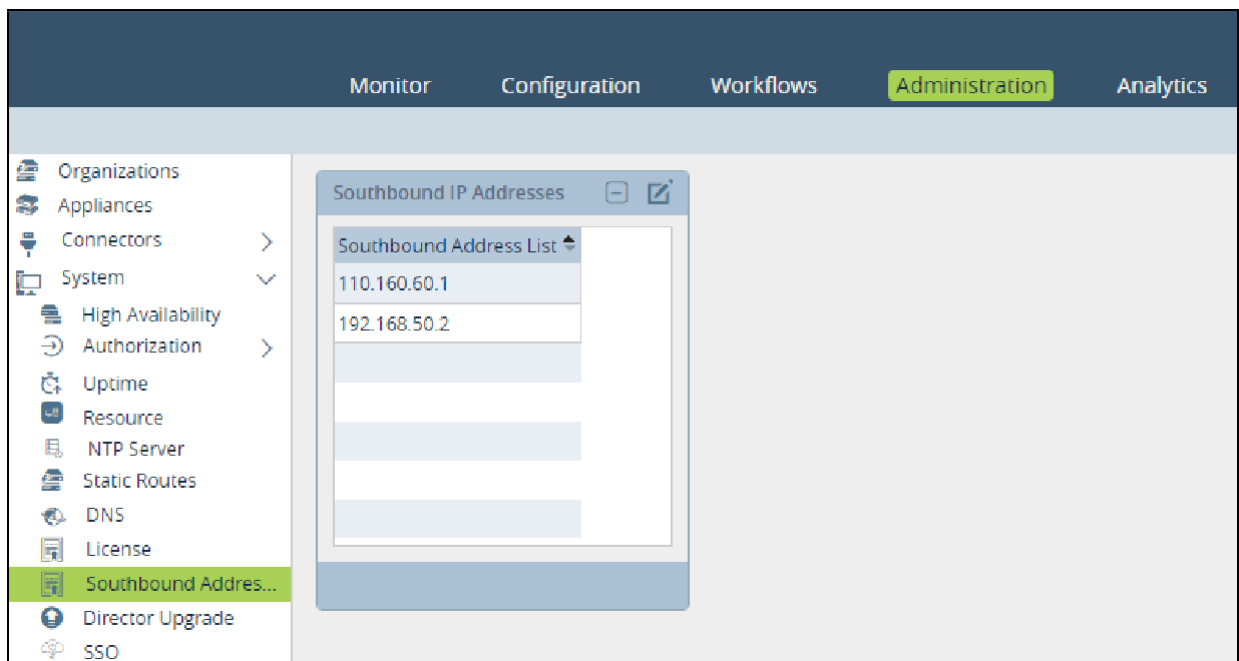 Monitor Configuration Workflows Administration Analytics
Organizations
Appliances
Connectors
System
High Availability
Authorization
Uptime
Resource
NTP Server
Static Routes
DNS
License
Southbound Addres...
Director Upgrade
SSO
Southbound IP Addresses
Southbound Address List
110.160.60.1
192.168.50.2